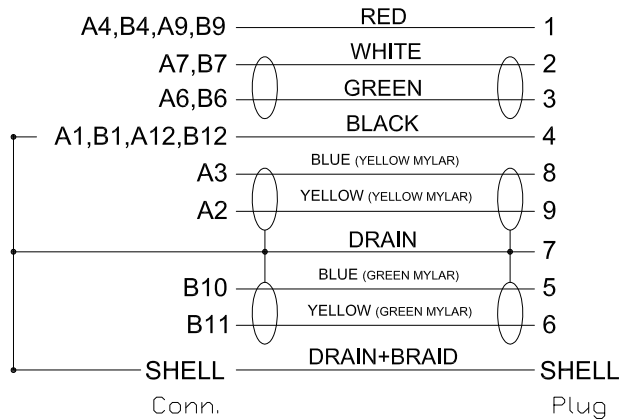 A4,B4,A9,B9 RED 1
A7,B7 WHITE 2
A6,B6 GREEN 3
A1,B1,A12,B12 BLACK 4
A3 BLUE (YELLOW MYLAR) 8
A2 YELLOW (YELLOW MYLAR) 9
DRAIN 7
B10 BLUE (GREEN MYLAR) 5
B11 YELLOW (GREEN MYLAR) 6
SHELL DRAIN+BRAID SHELL
Conn. Plug